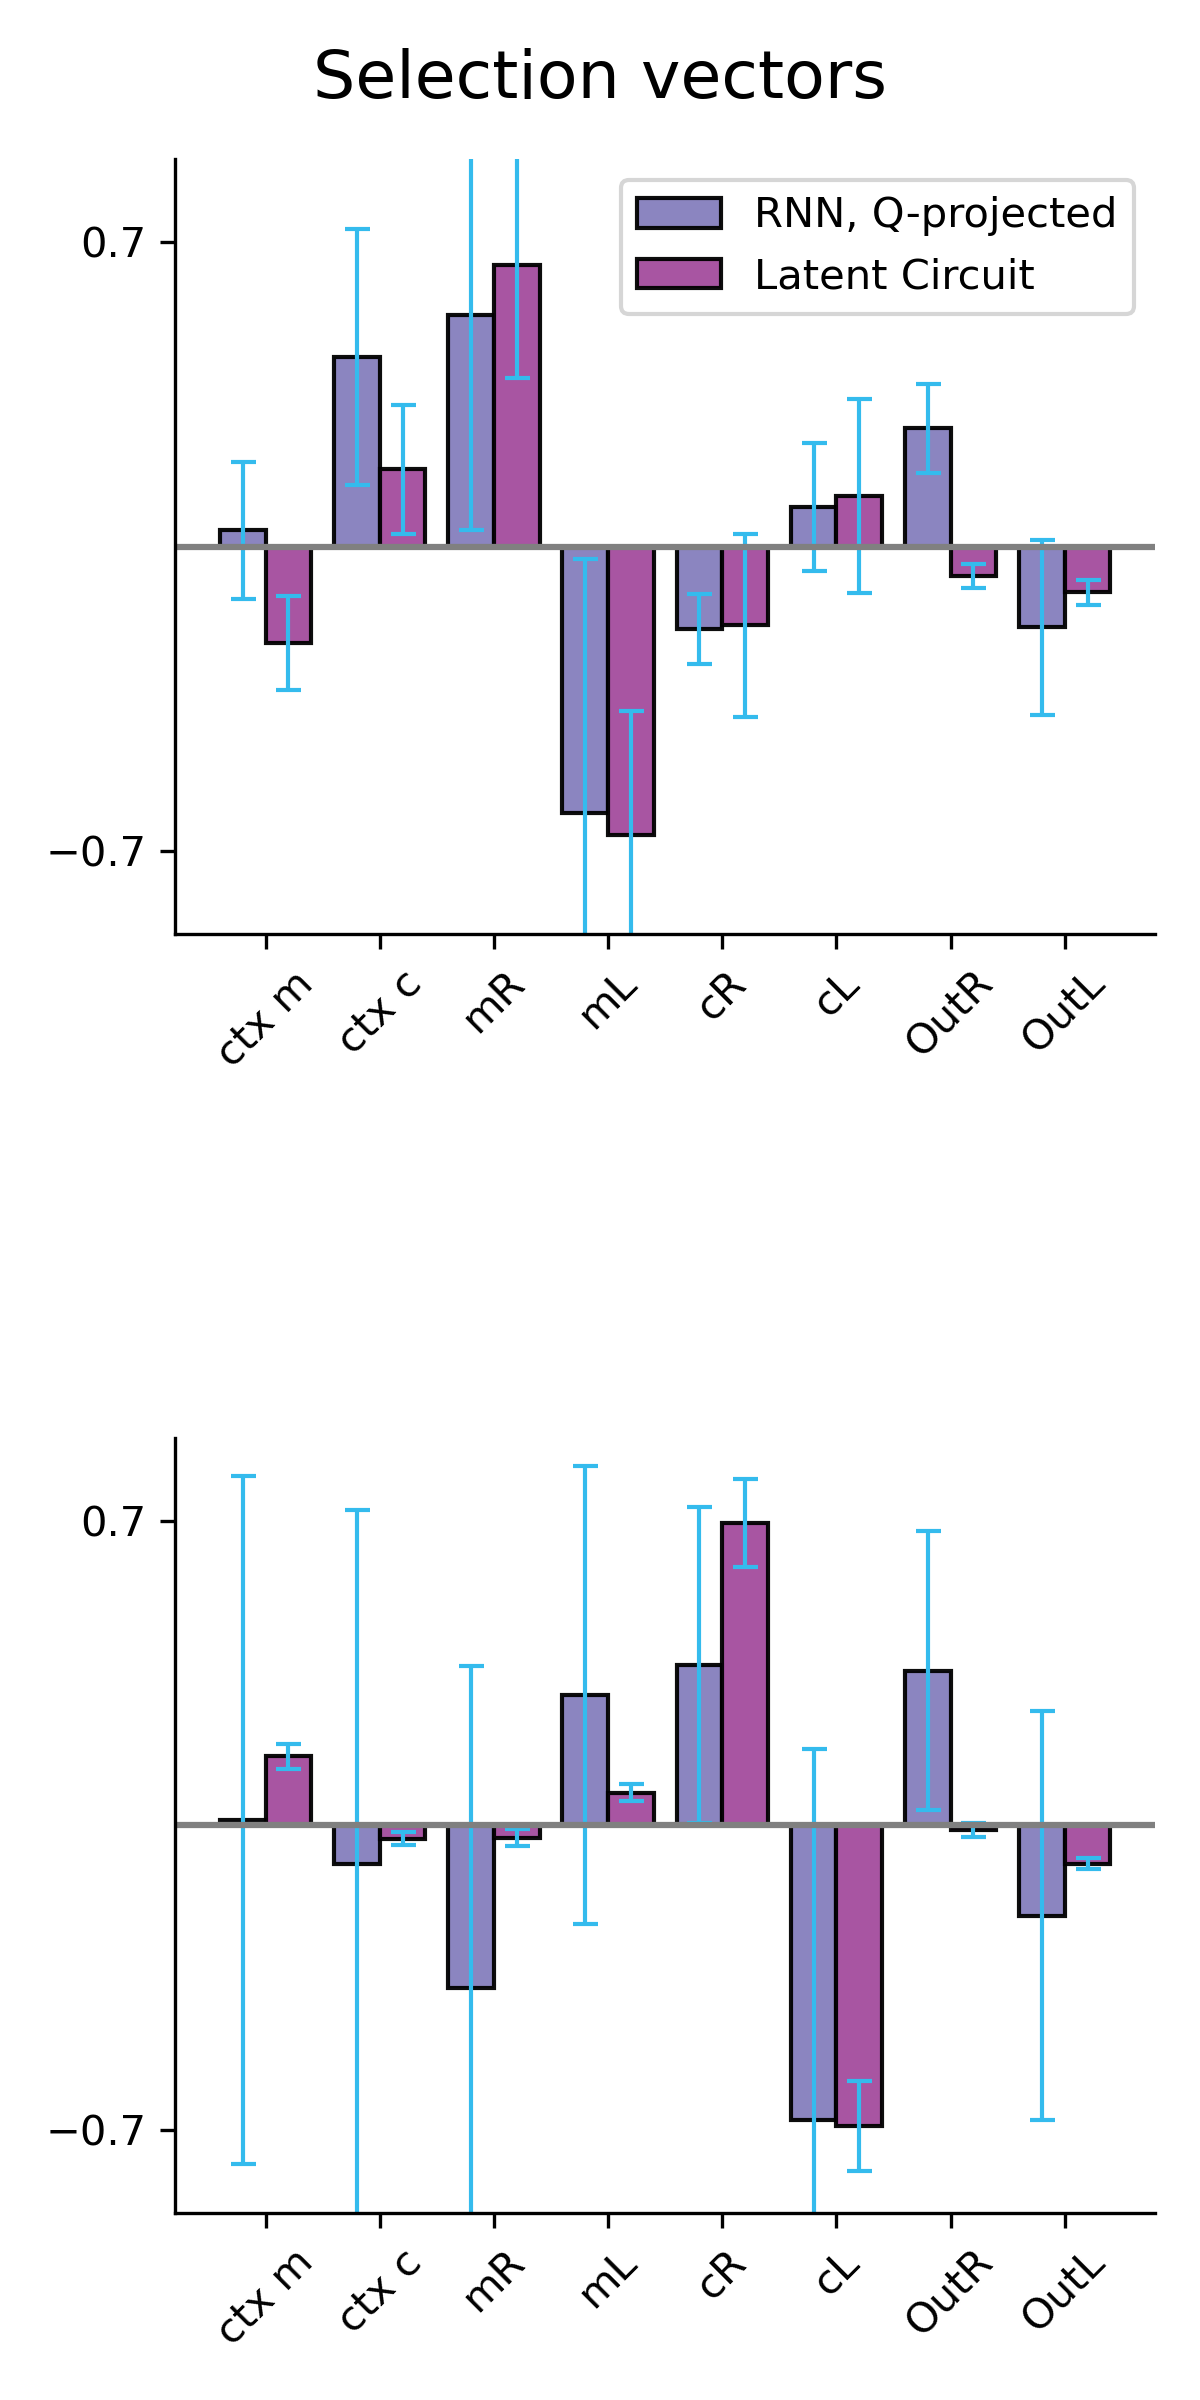 Selection vectors
0.7
−0.7
RNN, Q-projected
Latent Circuit
ctx m
ctx c
mR
mL
cR
cL
OutR
OutL
0.7
−0.7
ctx m
ctx c
mR
mL
cR
cL
OutR
OutL